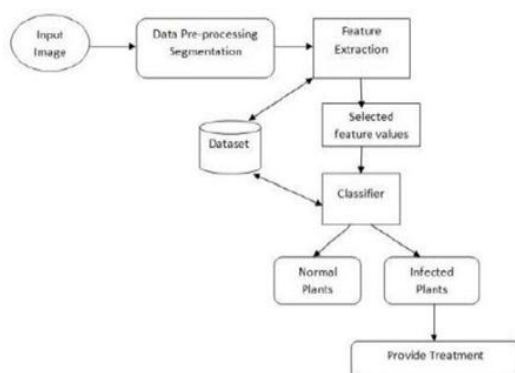 Input
Image
Data Pre-processing
Segmentation
Feature
Extraction
Selected
feature values
Dataset
Classifier
Normal
Plants
Infected
Plants
Provide Treatment